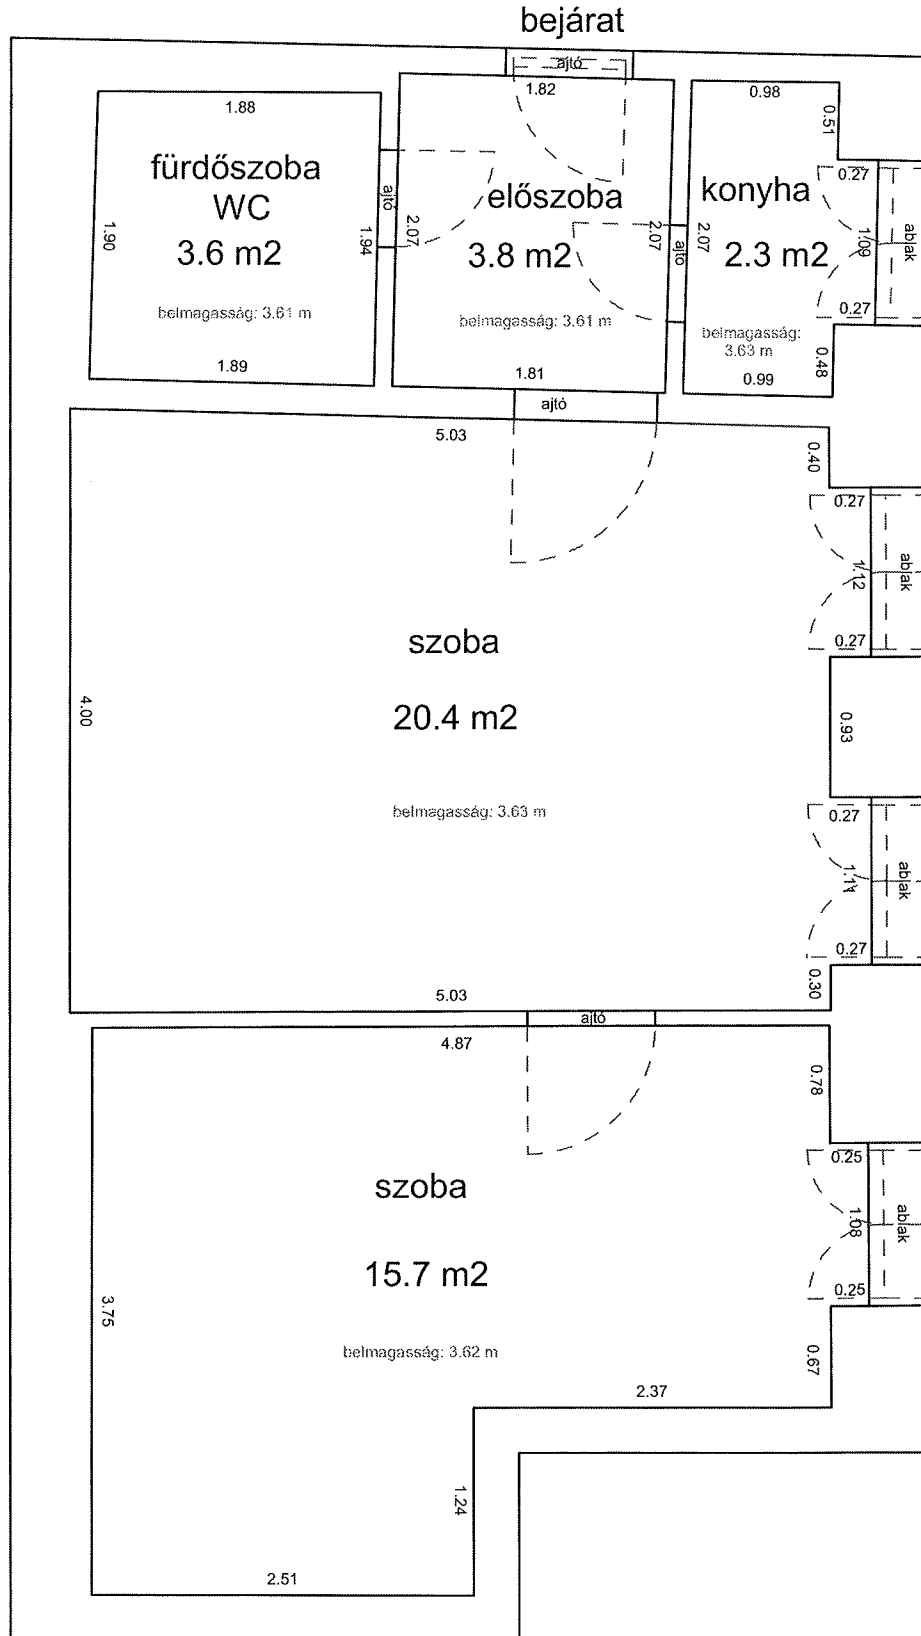 bejárat
ajtó
1.82
1.88
0.98
0.51
fürdőszoba
WC
3.6 m2
1.90
1.94
belmagasság: 3.61 m
1.89
ajtó
előszoba
3.8 m2
2.07
2.07
belmagasság: 3.61 m
1.81
ajtó
konyha
2.3 m2
2.07
0.27
1.09
0.27
ablak
belmagasság:
3.63 m
0.99
0.48
ajtó
5.03
0.40
0.27
1.12
0.27
ablak
szoba
20.4 m2
4.00
0.93
belmagasság: 3.63 m
0.27
1.11
0.27
ablak
0.30
5.03
ajtó
4.87
0.78
0.25
1.08
0.25
ablak
szoba
15.7 m2
3.75
belmagasság: 3.62 m
0.67
2.37
1.24
2.51